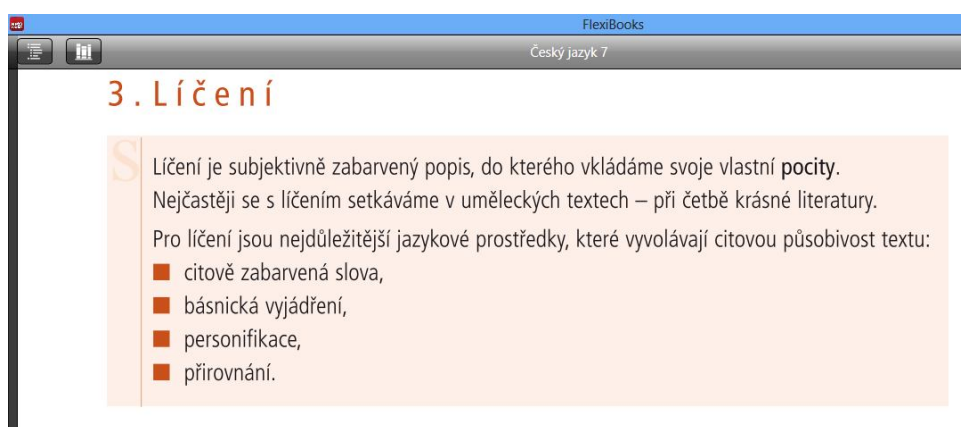 FlexiBooks
Český jazyk 7
3. Líčení
S
Líčení je subjektivně zabarvený popis, do kterého vkládáme svoje vlastní pocity.
Nejčastěji se s líčením setkáváme v uměleckých textech – při četbě krásné literatury.
Pro líčení jsou nejdůležitější jazykové prostředky, které vyvolávají citovou působivost textu:
■ citově zabarvená slova,
■ básnická vyjádření,
■ personifikace,
■ přirovnání.